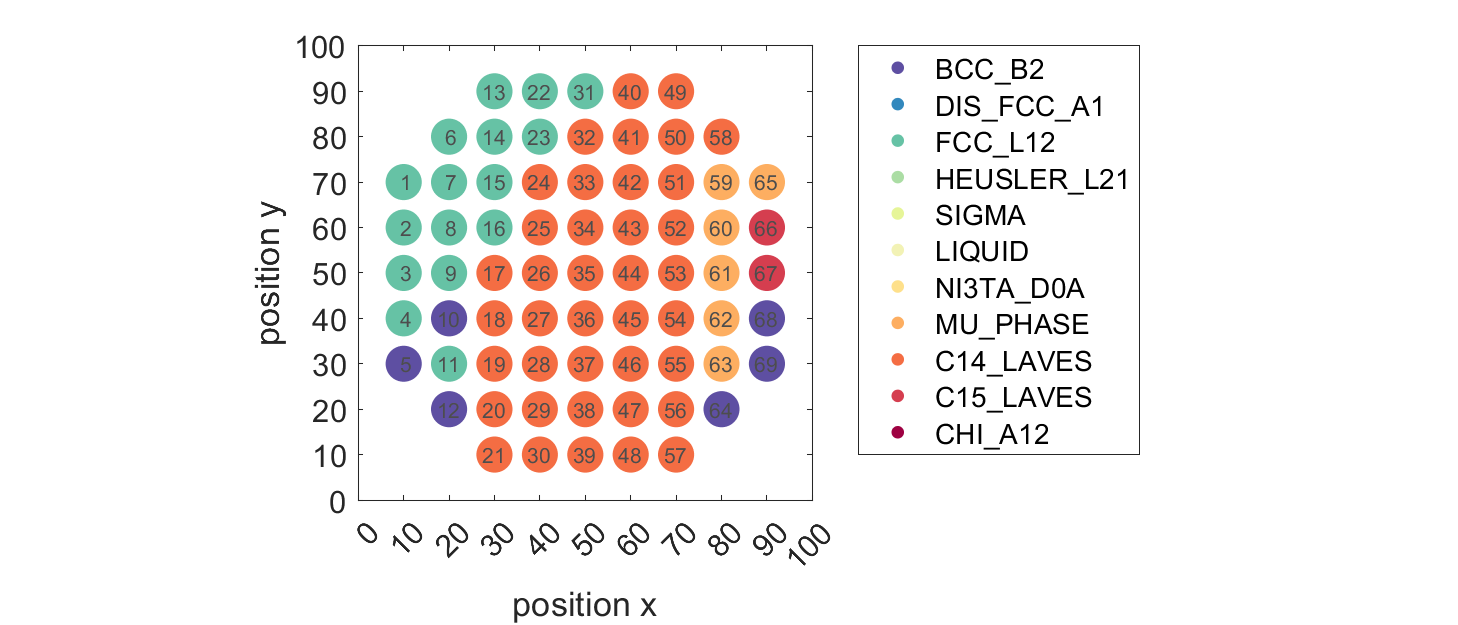 100
90
80
70
60
50
40
30
20
10
0
position y
13 22 31 40 49
6 14 23 32 41 50 58
1 7 15 24 33 42 51 59 65
2 8 16 25 34 43 52 60 66
3 9 17 26 35 44 53 61 67
4 10 18 27 36 45 54 62 68
5 11 19 28 37 46 55 63 69
12 20 29 38 47 56 64
21 30 39 48 57
0 10 20 30 40 50 60 70 80 90 100
position x
BCC_B2
DIS_FCC_A1
FCC_L12
HEUSLER_L21
SIGMA
LIQUID
NI3TA_D0A
MU_PHASE
C14_LAVES
C15_LAVES
CHI_A12